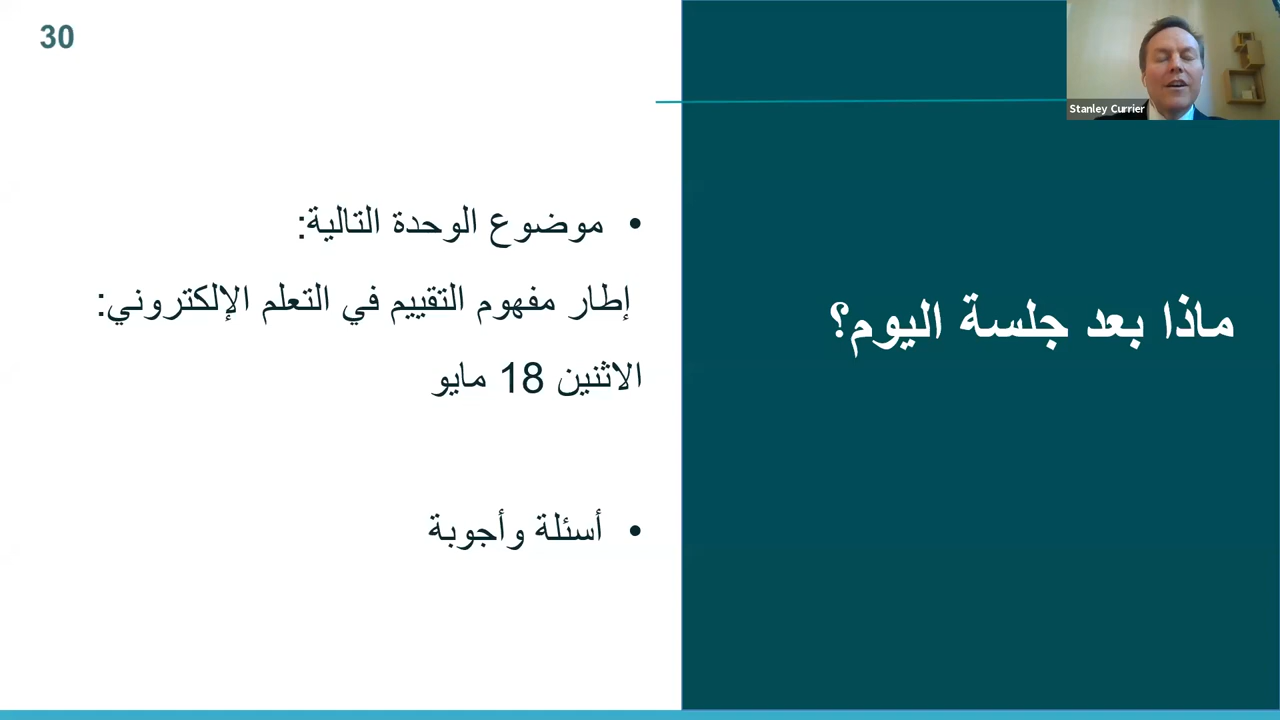 30
Stanley Currier
ماذا بعد جلسة اليوم؟
• موضوع الوحدة التالية:
إطار مفهوم التقييم في التعلم الإلكتروني:
الاثنين 18 مايو
• أسئلة وأجوبة